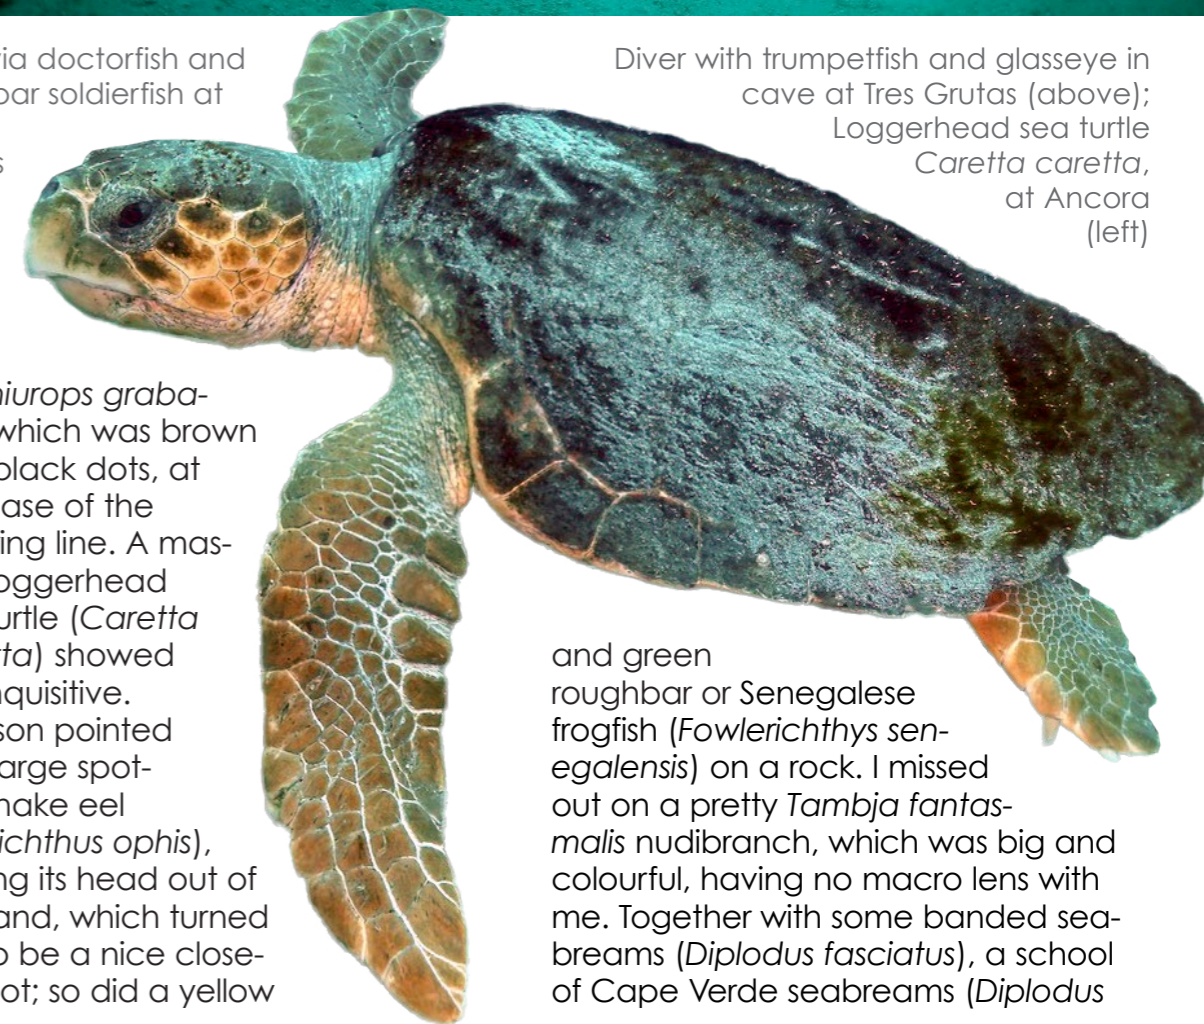 ia doctorfish and
bar soldierfish at
s
Diver with trumpetfish and glasseye in
cave at Tres Grutas (above);
Loggerhead sea turtle
Caretta caretta,
at Ancora
(left)
iurops graba-
which was brown
black dots, at
ase of the
ing line. A mas-
oggerhead
urtle (Caretta
ta) showed
nquisitive.
son pointed
arge spot-
nake eel
ichthus ophis),
ng its head out of
and, which turned
o be a nice close-
ot; so did a yellow
and green
roughbar or Senegalese
frogfish (Fowlerichthys sen-
egalensis) on a rock. I missed
out on a pretty Tambja fantas-
malis nudibranch, which was big and
colourful, having no macro lens with
me. Together with some banded sea-
breams (Diplodus fasciatus), a school
of Cape Verde seabreams (Diplodus